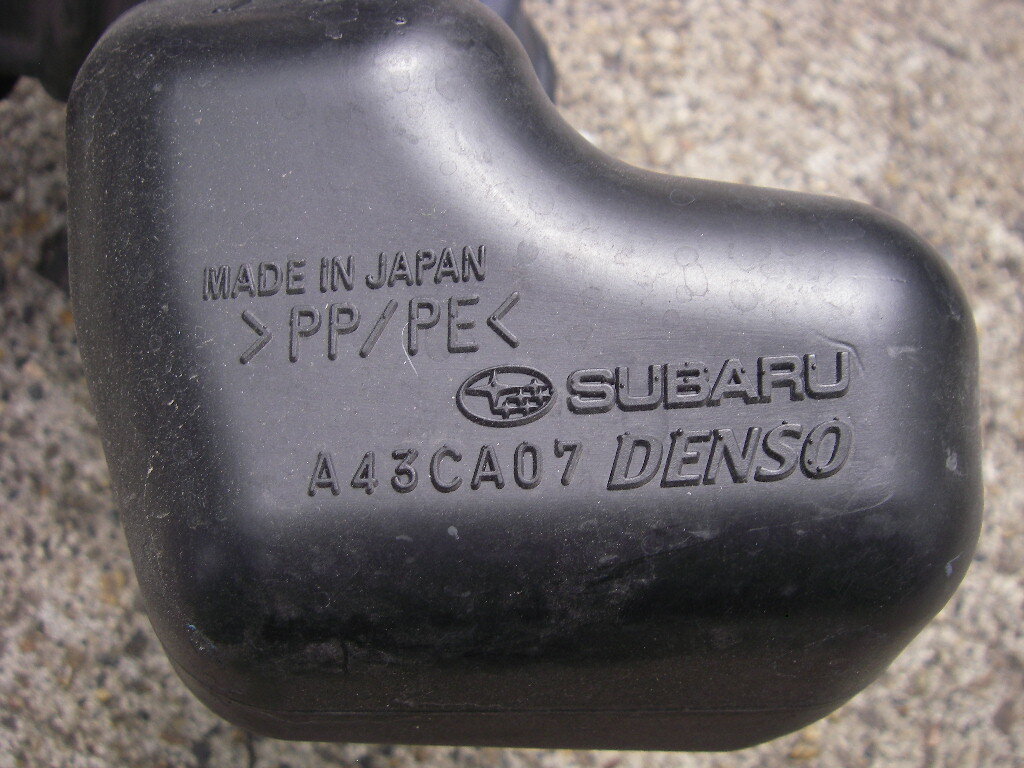 MADE IN JAPAN
>PP/PE<
SUBARU
A43CA07 DENSO